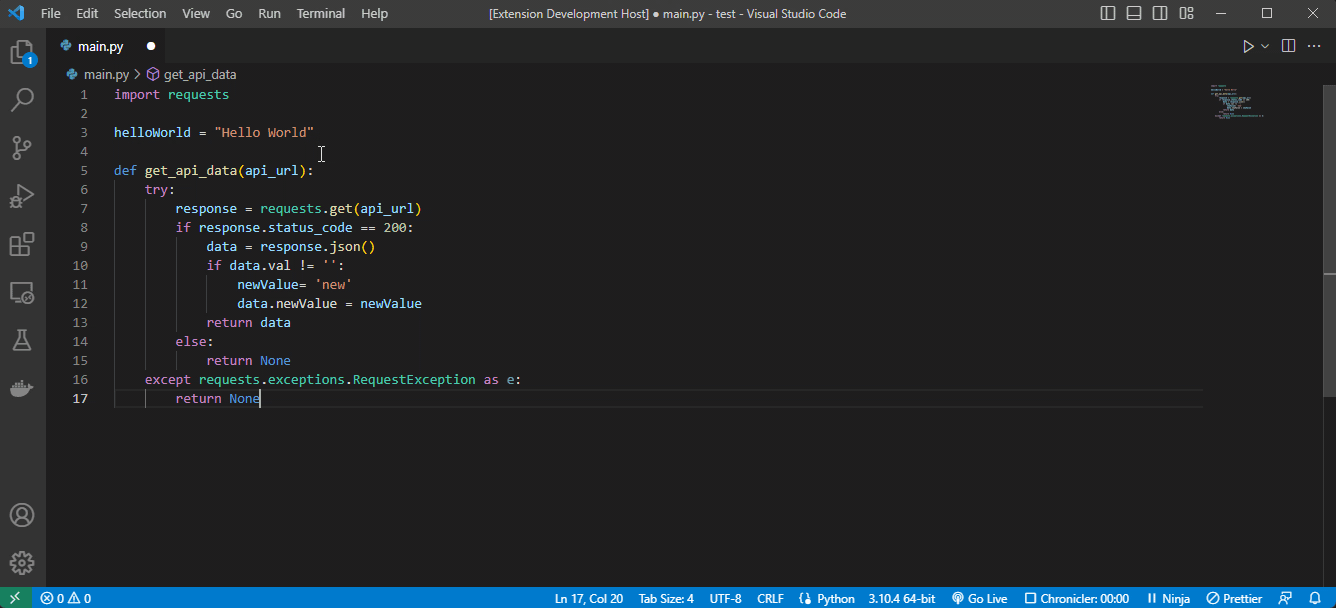 File Edit Selection View Go Run Terminal Help [Extension Development Host] ● main.py - test - Visual Studio Code
main.py ●
main.py > get_api_data
1
1 import requests
2
3 helloWorld = "Hello World"
4
5 def get_api_data(api_url):
6     try:
7         response = requests.get(api_url)
8         if response.status_code == 200:
9             data = response.json()
10             if data.val != '':
11                 newValue= 'new'
12                 data.newValue = newValue
13             return data
14         else:
15             return None
16     except requests.exceptions.RequestException as e:
17         return None
0 0 Ln 17, Col 20 Tab Size: 4 UTF-8 CRLF Python 3.10.4 64-bit Go Live Chronicler: 00:00 Ninja Prettier